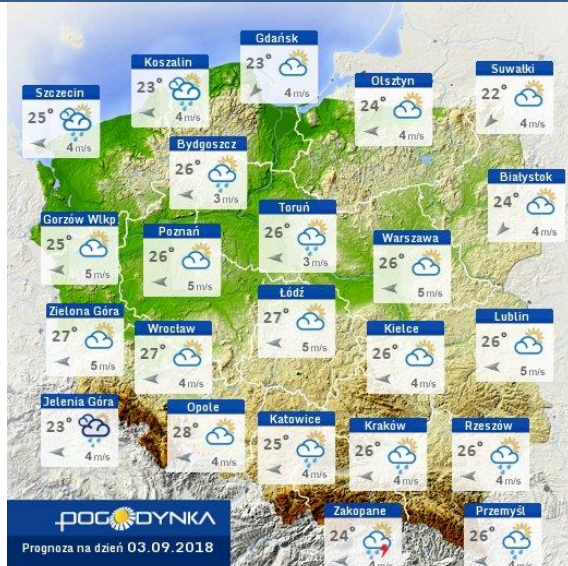 Gdańsk
23°
4 m/s
Koszalin
23°
4 m/s
Suwałki
22°
4 m/s
Olsztyn
24°
4 m/s
Szczecin
25°
4 m/s
Bydgoszcz
26°
3 m/s
Białystok
24°
4 m/s
Toruń
26°
3 m/s
Gorzów Wlkp
25°
5 m/s
Poznań
26°
5 m/s
Warszawa
26°
5 m/s
Łódź
27°
5 m/s
Zielona Góra
27°
5 m/s
Wrocław
27°
4 m/s
Kielce
26°
4 m/s
Lublin
26°
5 m/s
Jelenia Góra
23°
4 m/s
Opole
28°
4 m/s
Katowice
25°
4 m/s
Kraków
26°
4 m/s
Rzeszów
26°
4 m/s
Zakopane
24°
4 m/s
Przemyśl
26°
4 m/s
POGODYNKA
Prognoza na dzień 03.09.2018